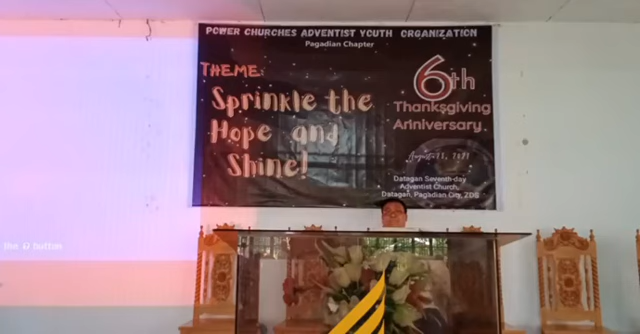 POWER CHURCHES ADVENTIST YOUTH ORGANIZATION
Pagadian Chapter
THEME:
Sprinkle the
Hope and
Shine!
6th
Thanksgiving
Anniversary
Datagan Seventh-day
Adventist Church,
Datagan, Pagadian City, ZDS